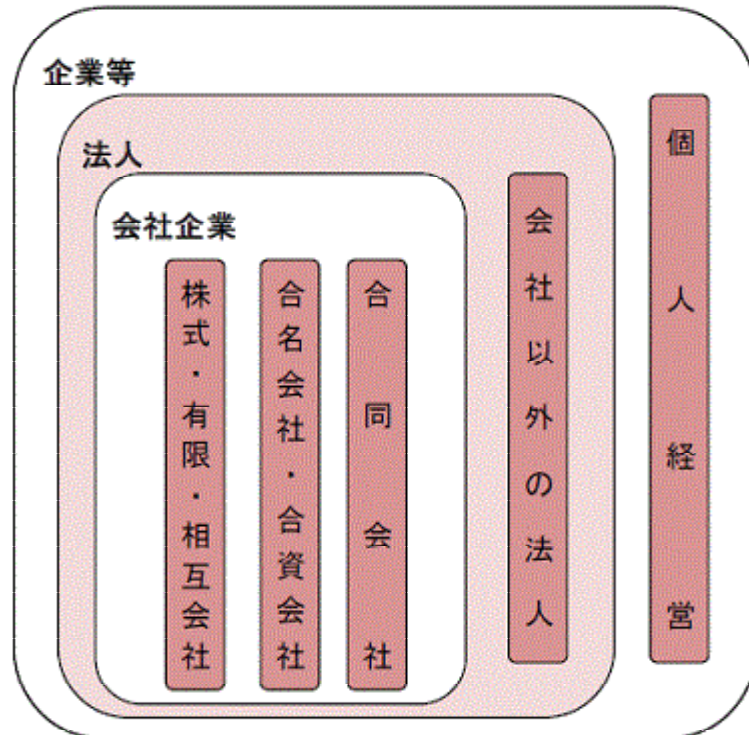 企業等
法人
会社企業
株式・有限・相互会社
合名会社・合資会社
合同会社
会社以外の法人
個人経営